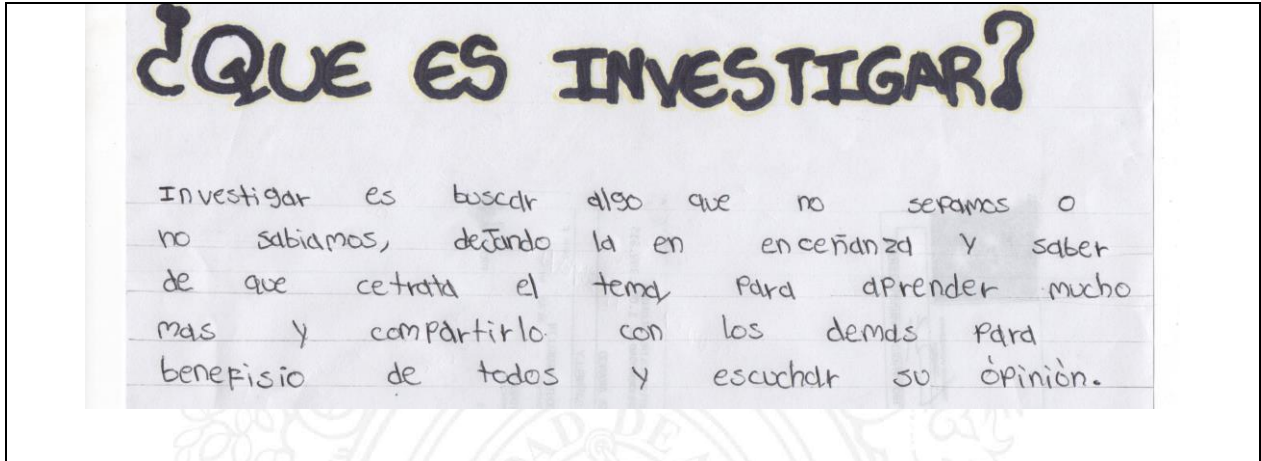 ¿QUE ES INVESTIGAR?
Investigar es buscar algo que no sepamos o
no sabiamos, dejando la en enceñanza y saber
de que cetrata el tema, para aprender mucho
mas y compartirlo con los demas para
benefisio de todos y escuchar su òpiniòn.